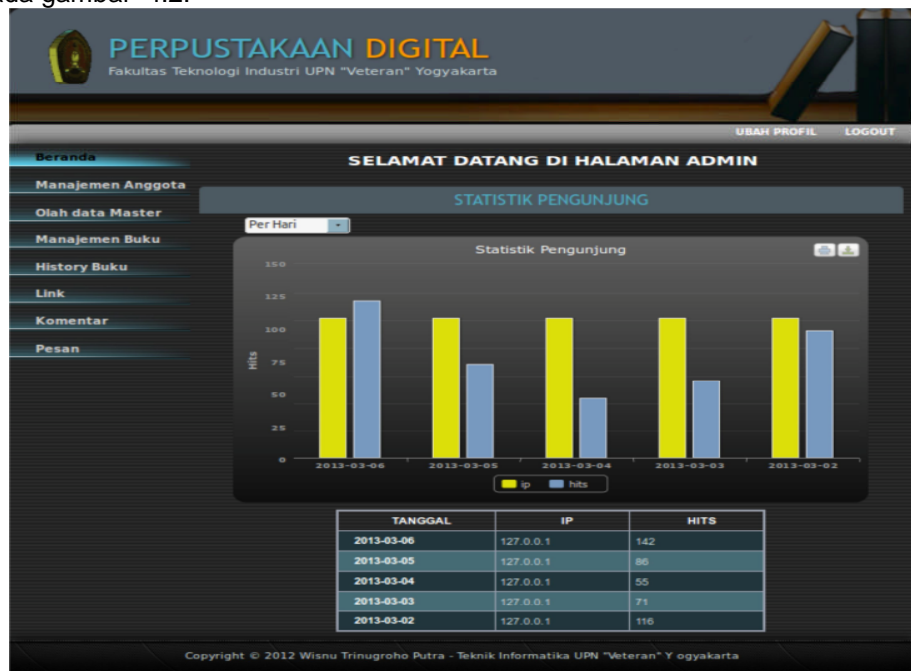 ada gambar 4.2.
PERPUSTAKAAN DIGITAL
Fakultas Teknologi Industri UPN "Veteran" Yogyakarta
UBAH PROFIL LOGOUT
Beranda
Manajemen Anggota
Olah data Master
Manajemen Buku
History Buku
Link
Komentar
Pesan
SELAMAT DATANG DI HALAMAN ADMIN
STATISTIK PENGUNJUNG
Per Hari
Statistik Pengunjung
Hits
150
125
100
75
50
25
0
2013-03-06 2013-03-05 2013-03-04 2013-03-03 2013-03-02
ip hits
TANGGAL IP HITS
2013-03-06 127.0.0.1 142
2013-03-05 127.0.0.1 86
2013-03-04 127.0.0.1 55
2013-03-03 127.0.0.1 71
2013-03-02 127.0.0.1 116
Copyright © 2012 Wisnu Trinugroho Putra - Teknik Informatika UPN "Veteran" Y ogyakarta